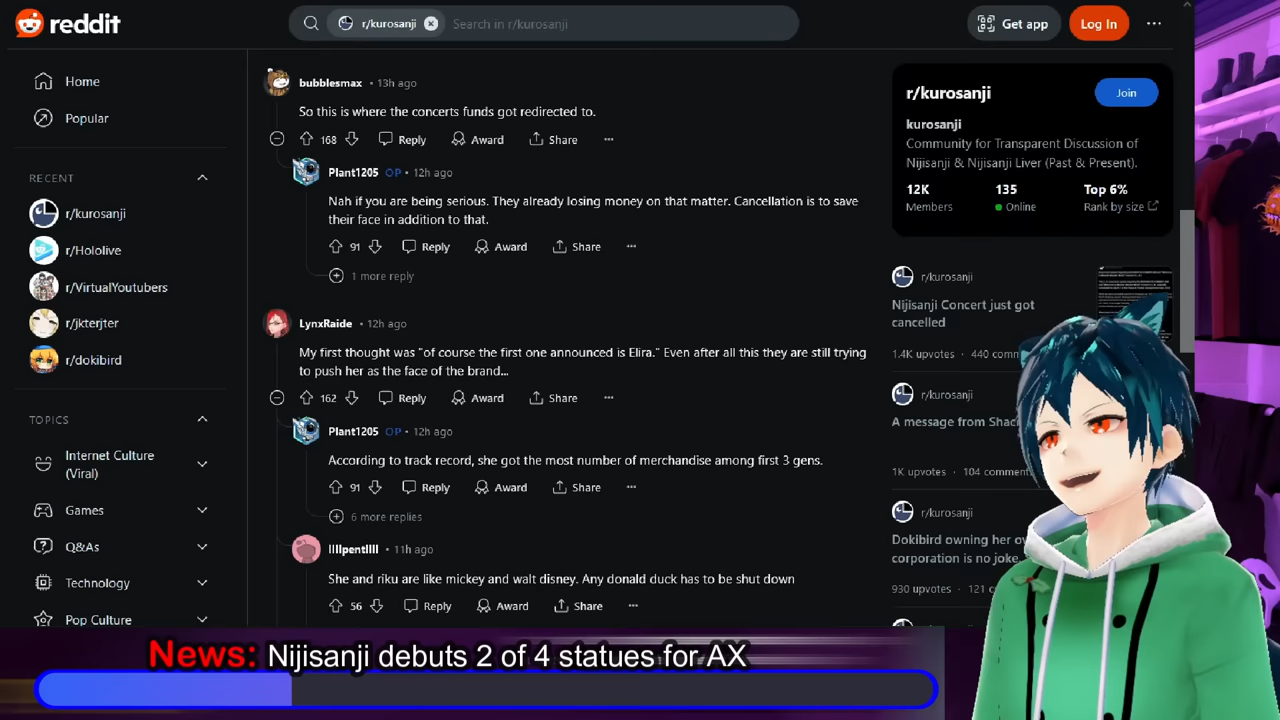 reddit
r/kurosanji
Search in r/kurosanji
Get app
Log In
Home
Popular
RECENT
r/kurosanji
r/Hololive
r/VirtualYoutubers
r/jkterjter
r/dokibird
TOPICS
Internet Culture
(Viral)
Games
Q&As
Technology
Pop Culture
bubblesmax • 13h ago
So this is where the concerts funds got redirected to.
168 Reply Award Share
Plant1205 OP • 12h ago
Nah if you are being serious. They already losing money on that matter. Cancellation is to save
their face in addition to that.
91 Reply Award Share
1 more reply
LynxRaide • 12h ago
My first thought was "of course the first one announced is Elira." Even after all this they are still trying
to push her as the face of the brand...
162 Reply Award Share
Plant1205 OP • 12h ago
According to track record, she got the most number of merchandise among first 3 gens.
91 Reply Award Share
6 more replies
• 11h ago
She and riku are like mickey and walt disney. Any donald duck has to be shut down
56 Reply Award Share
r/kurosanji
Join
kurosanji
Community for Transparent Discussion of
Nijisanji & Nijisanji Liver (Past & Present).
12K 135 Top 6%
Members Online Rank by size
r/kurosanji
Nijisanji Concert just got
cancelled
1.4K upvotes • 440 comm
r/kurosanji
A message from Shac
1K upvotes • 104 comment
r/kurosanji
Dokibird owning her ow
corporation is no joke.
930 upvotes • 121 c
News: Nijisanji debuts 2 of 4 statues for AX